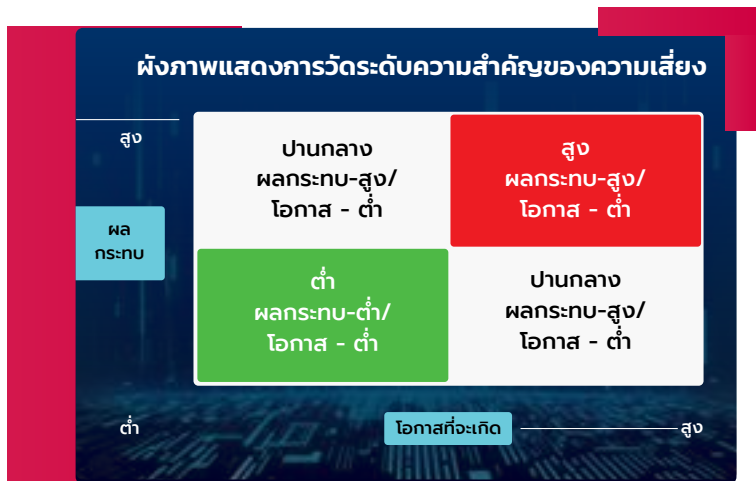 ผังภาพแสดงการวัดระดับความสำคัญของความเสี่ยง
สูง
ปานกลาง
ผลกระทบ-สูง/
โอกาส - ต่ำ
สูง
ผลกระทบ-สูง/
โอกาส - ต่ำ
ผล
กระทบ
ต่ำ
ผลกระทบ-ต่ำ/
โอกาส - ต่ำ
ปานกลาง
ผลกระทบ-สูง/
โอกาส - ต่ำ
ต่ำ
โอกาสที่จะเกิด
สูง